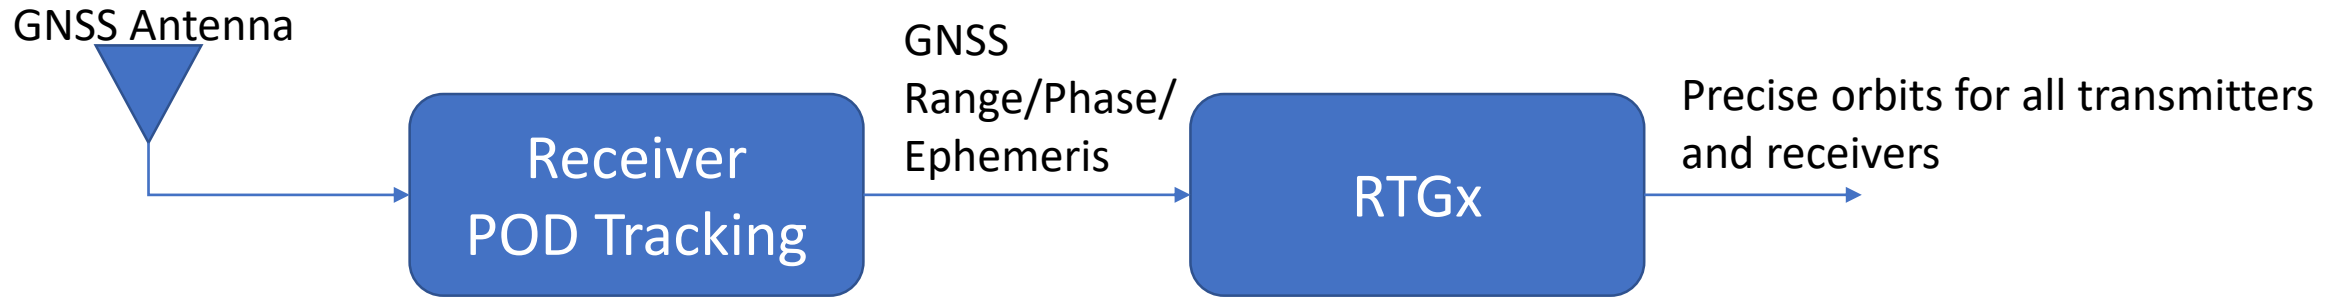 GNSS Antenna
Receiver
POD Tracking
GNSS
Range/Phase/
Ephemeris
RTGx
Precise orbits for all transmitters
and receivers